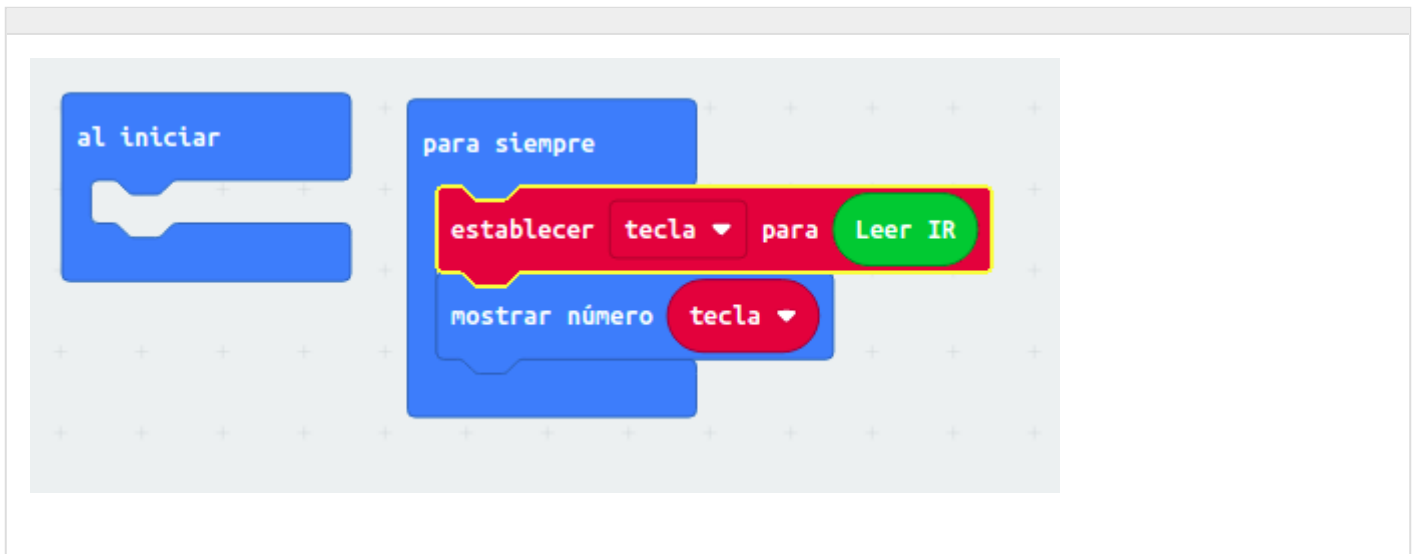 al iniciar
para siempre
establecer tecla para Leer IR
mostrar número tecla